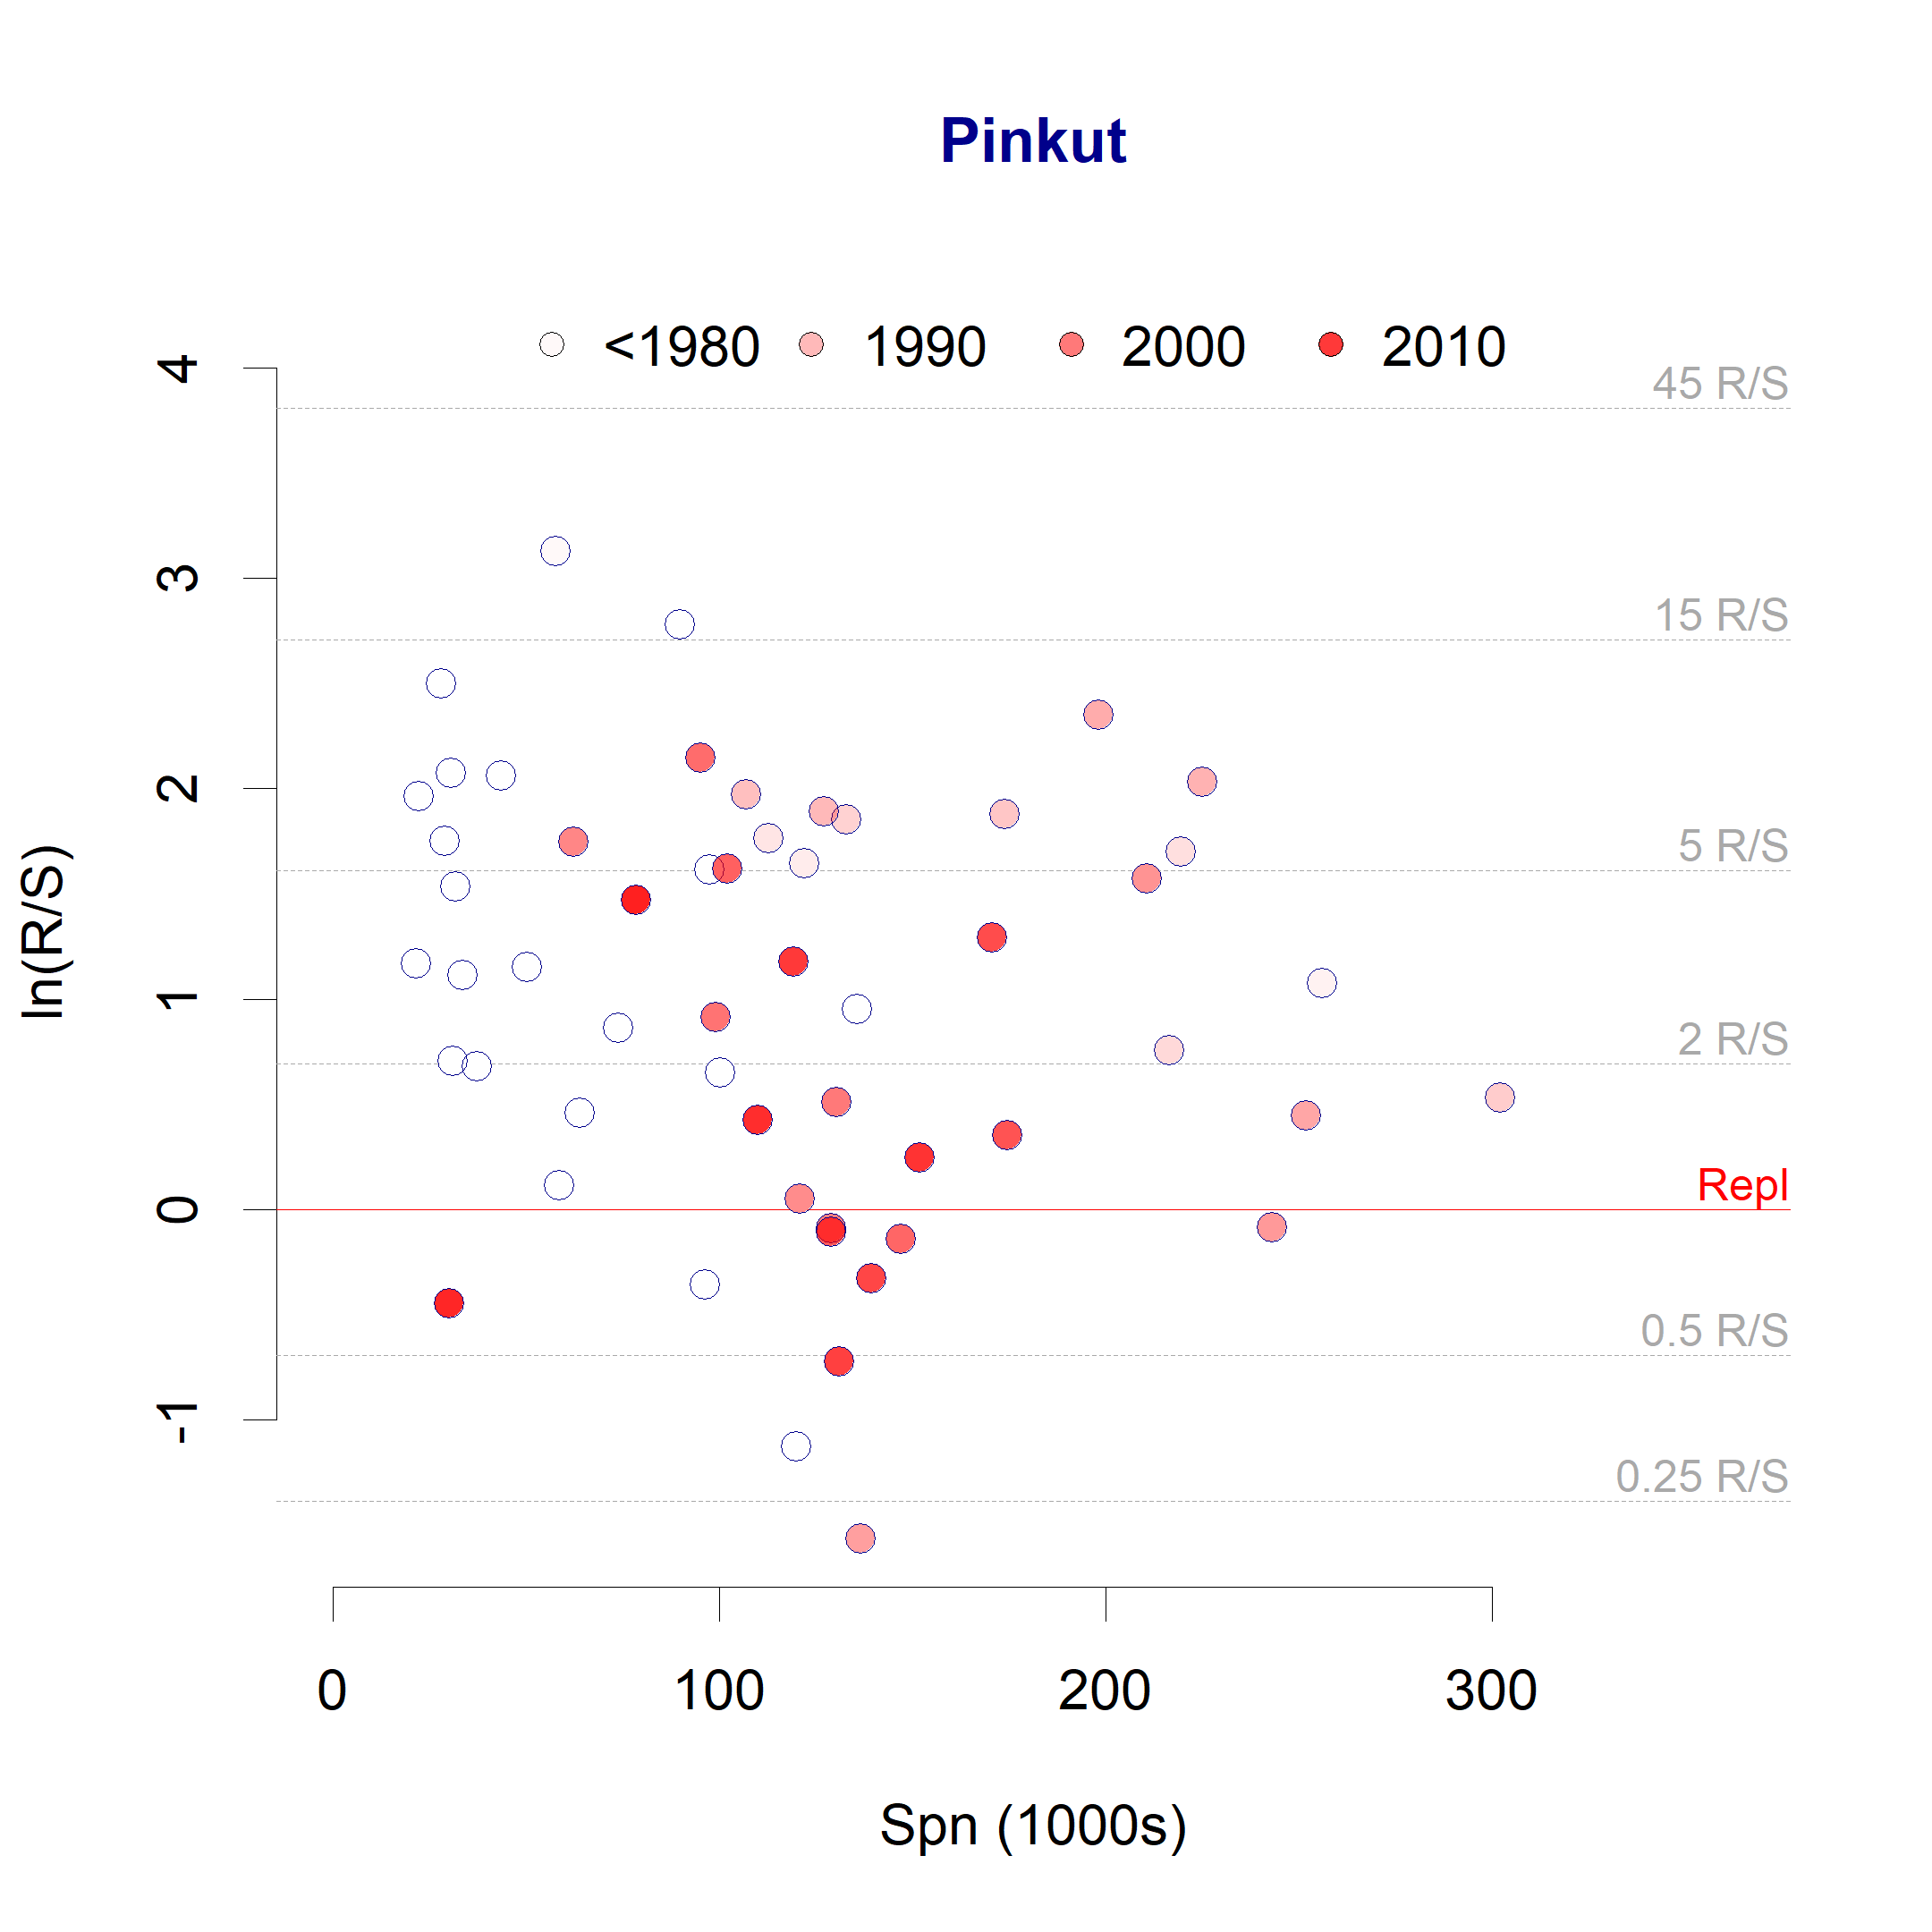 Pinkut
<1980 1990 2000 2010
45 R/S
15 R/S
5 R/S
2 R/S
Repl
0.5 R/S
0.25 R/S
4
3
2
1
0
-1
ln(R/S)
0 100 200 300
Spn (1000s)